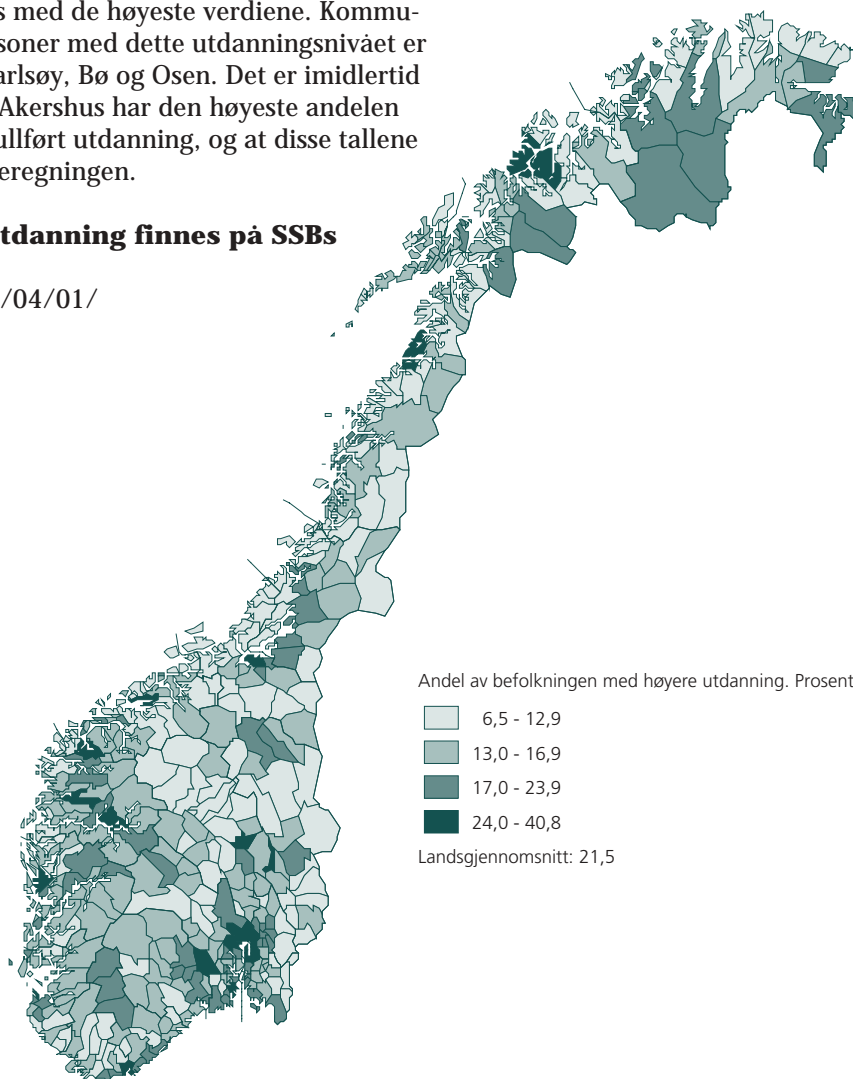 s med de høyeste verdiene. Kommu-
soner med dette utdanningsnivået er
arlsøy, Bø og Osen. Det er imidlertid
Akershus har den høyeste andelen
ullført utdanning, og at disse tallene
eregningen.
tdanning finnes på SSBs
/04/01/
Andel av befolkningen med høyere utdanning. Prosent
6,5 - 12,9
13,0 - 16,9
17,0 - 23,9
24,0 - 40,8
Landsgjennomsnitt: 21,5